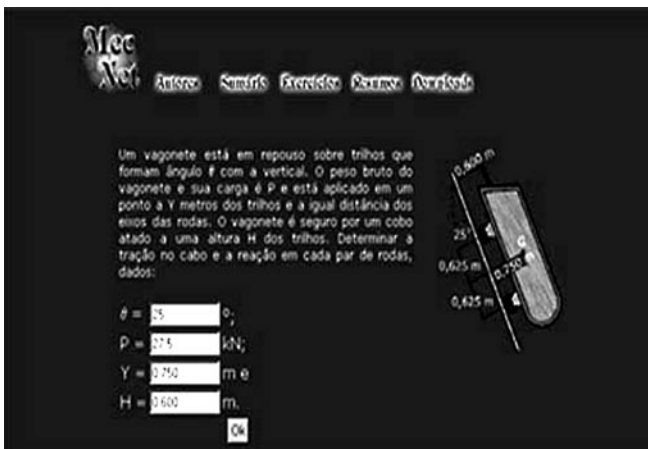 Mec
Net
Autores Sumário Exercícios Resumos Downloads
Um vagonete está em repouso sobre trilhos que
formam ângulo θ com a vertical. O peso bruto do
vagonete e sua carga é P e está aplicado em um
ponto a Y metros dos trilhos e a igual distância dos
eixos das rodas. O vagonete é seguro por um cobo
atado a uma altura H dos trilhos. Determinar a
tração no cabo e a reação em cada par de rodas,
dados:
θ = 25 º;
P = 27.5 kN;
Y = 0.750 m e
H = 0.600 m.
Ok
0,600 m
25°
G
0,625 m
0,750 m
0,625 m